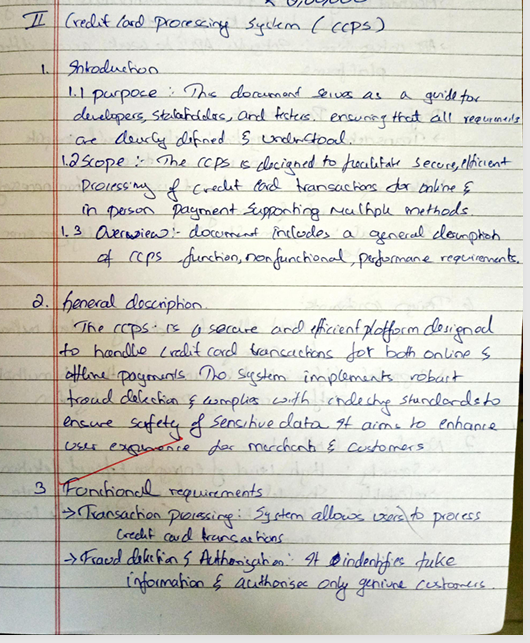 II Credit Card processing System (CCPS)
1. Introduction
1.1 purpose : This document serves as a guide for
developers, stakeholders, and testers. ensuring that all requirements
are clearly defined & understood.
1.2 Scope : The CCPS is designed to facilitate secure, efficient
Processing of credit card transactions for online &
in person payment supporting multiple methods.
1.3 Overview :- document includes a general description
of CCPS, function, nonfunctional, performance requirements.
2. General description
The CCPS is a secure and efficient platform designed
to handle credit card transactions for both online &
offline payments. The system implements robust
fraud detection & complies with industry standards to
ensure safety of sensitive data. It aims to enhance
user experience for merchants & customers
3 Functional requirements
→ Transaction processing : System allows users to process
credit card transactions
→ Fraud detection & Authorisation : It indentifies fake
information & authorises only genuine customers.